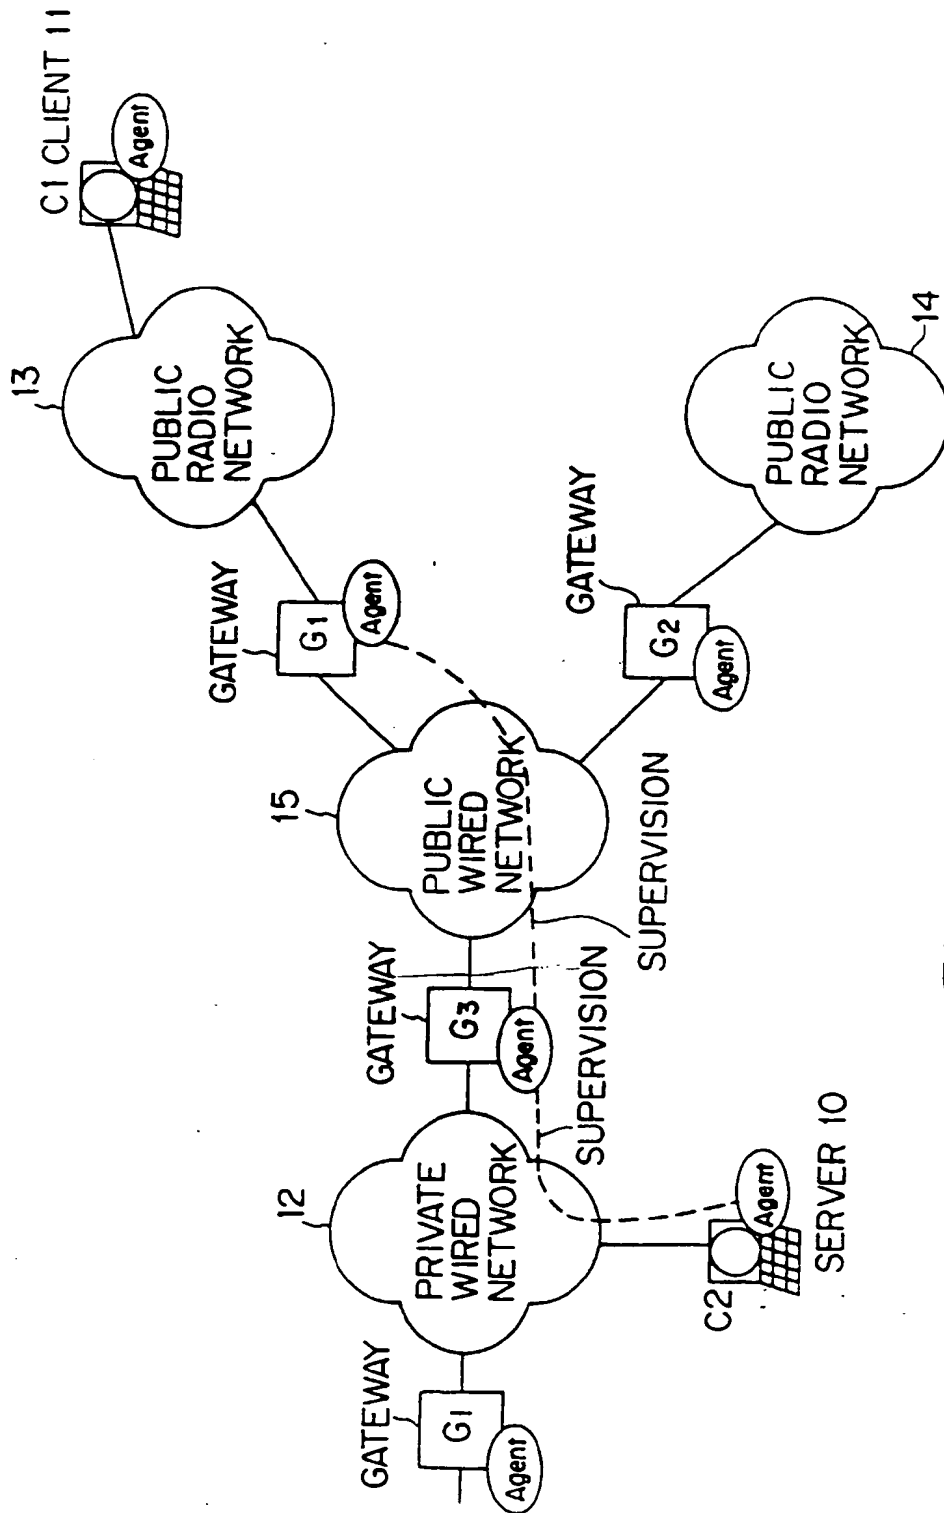 C1 CLIENT 11
Agent
13
PUBLIC
RADIO
NETWORK
GATEWAY
G1
Agent
15
PUBLIC
WIRED
NETWORK
GATEWAY
G2
Agent
PUBLIC
RADIO
NETWORK
14
SUPERVISION
GATEWAY
G3
Agent
SUPERVISION
12
PRIVATE
WIRED
NETWORK
C2
Agent
SERVER 10
GATEWAY
G1
Agent